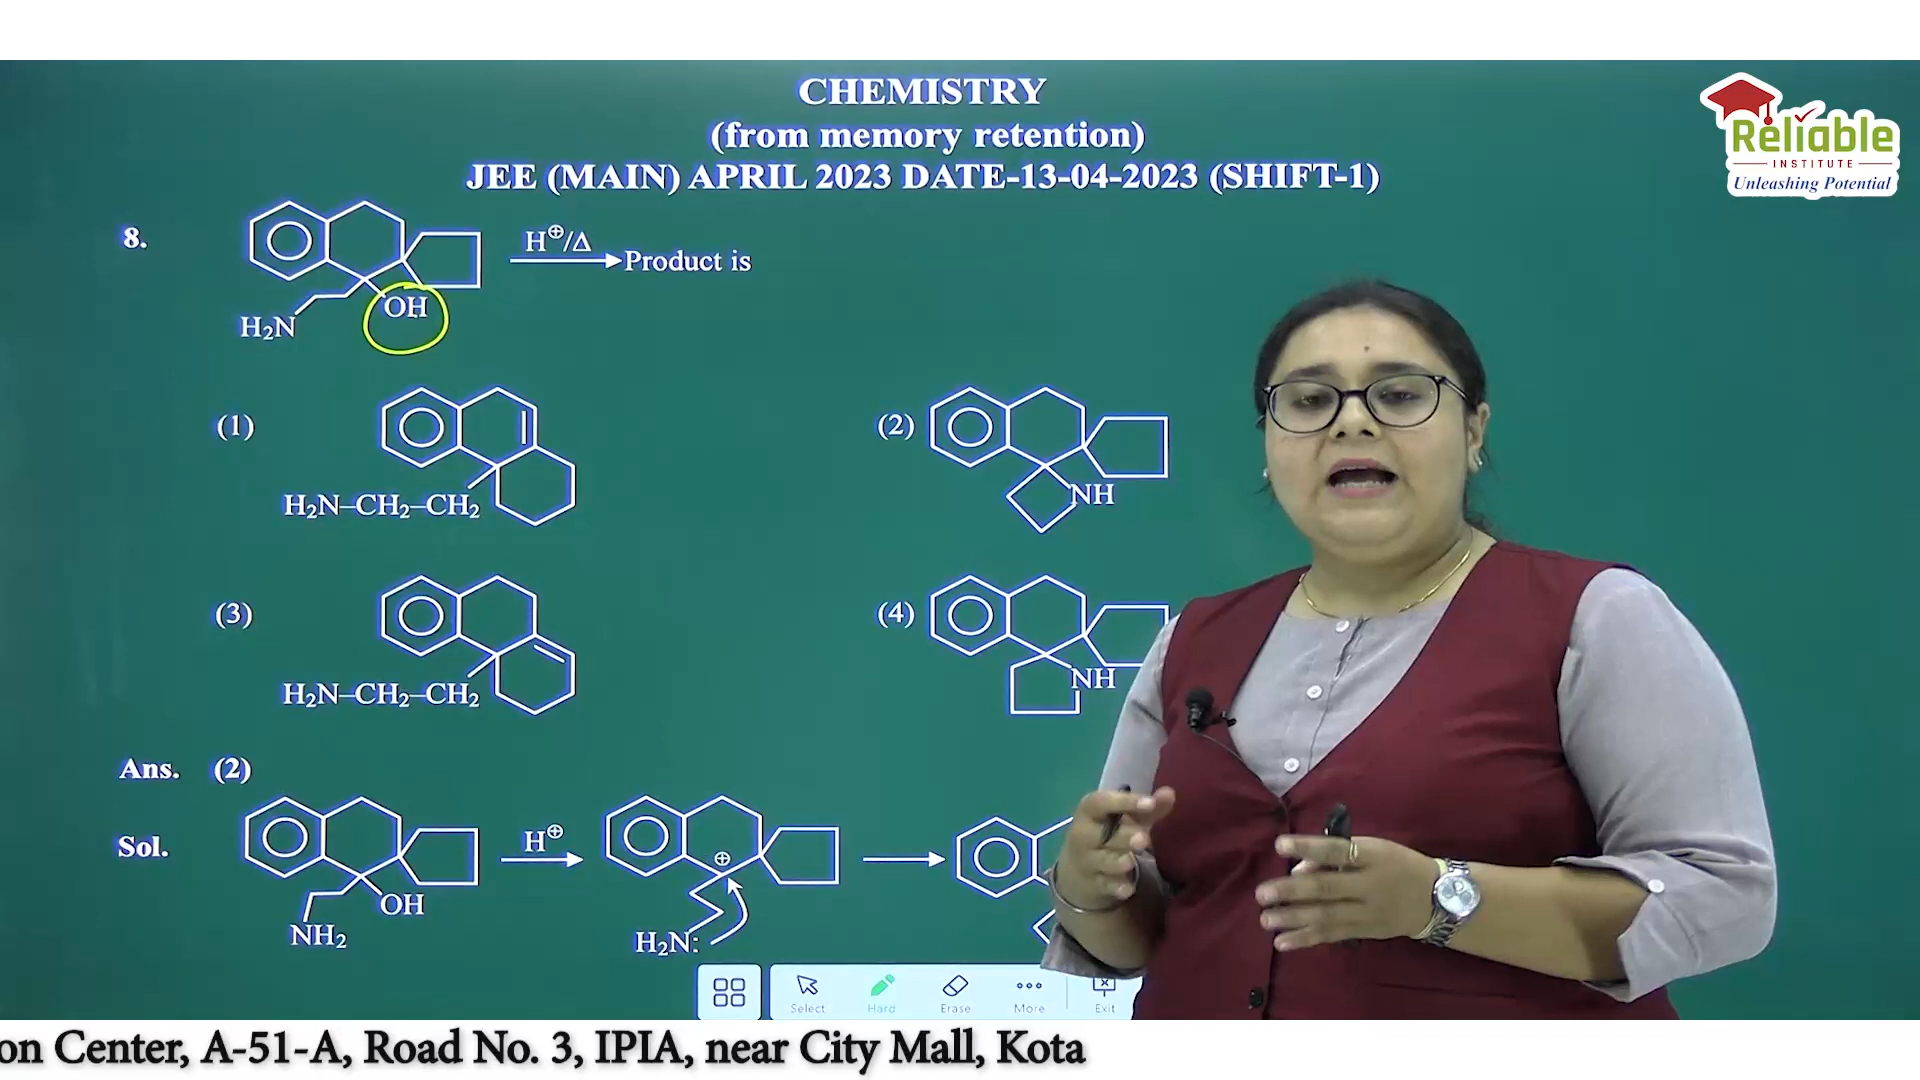 CHEMISTRY
(from memory retention)
JEE (MAIN) APRIL 2023 DATE-13-04-2023 (SHIFT-1)
Reliable
INSTITUTE
Unleashing Potential
8.
H⊕/Δ
Product is
OH
H₂N
(1)
H₂N–CH₂–CH₂
(2)
NH
(3)
H₂N–CH₂–CH₂
(4)
NH
Ans. (2)
Sol.
OH
NH₂
H⊕
⊕
H₂N:
Select
Hard
Erase
More
Exit
on Center, A-51-A, Road No. 3, IPIA, near City Mall, Kota